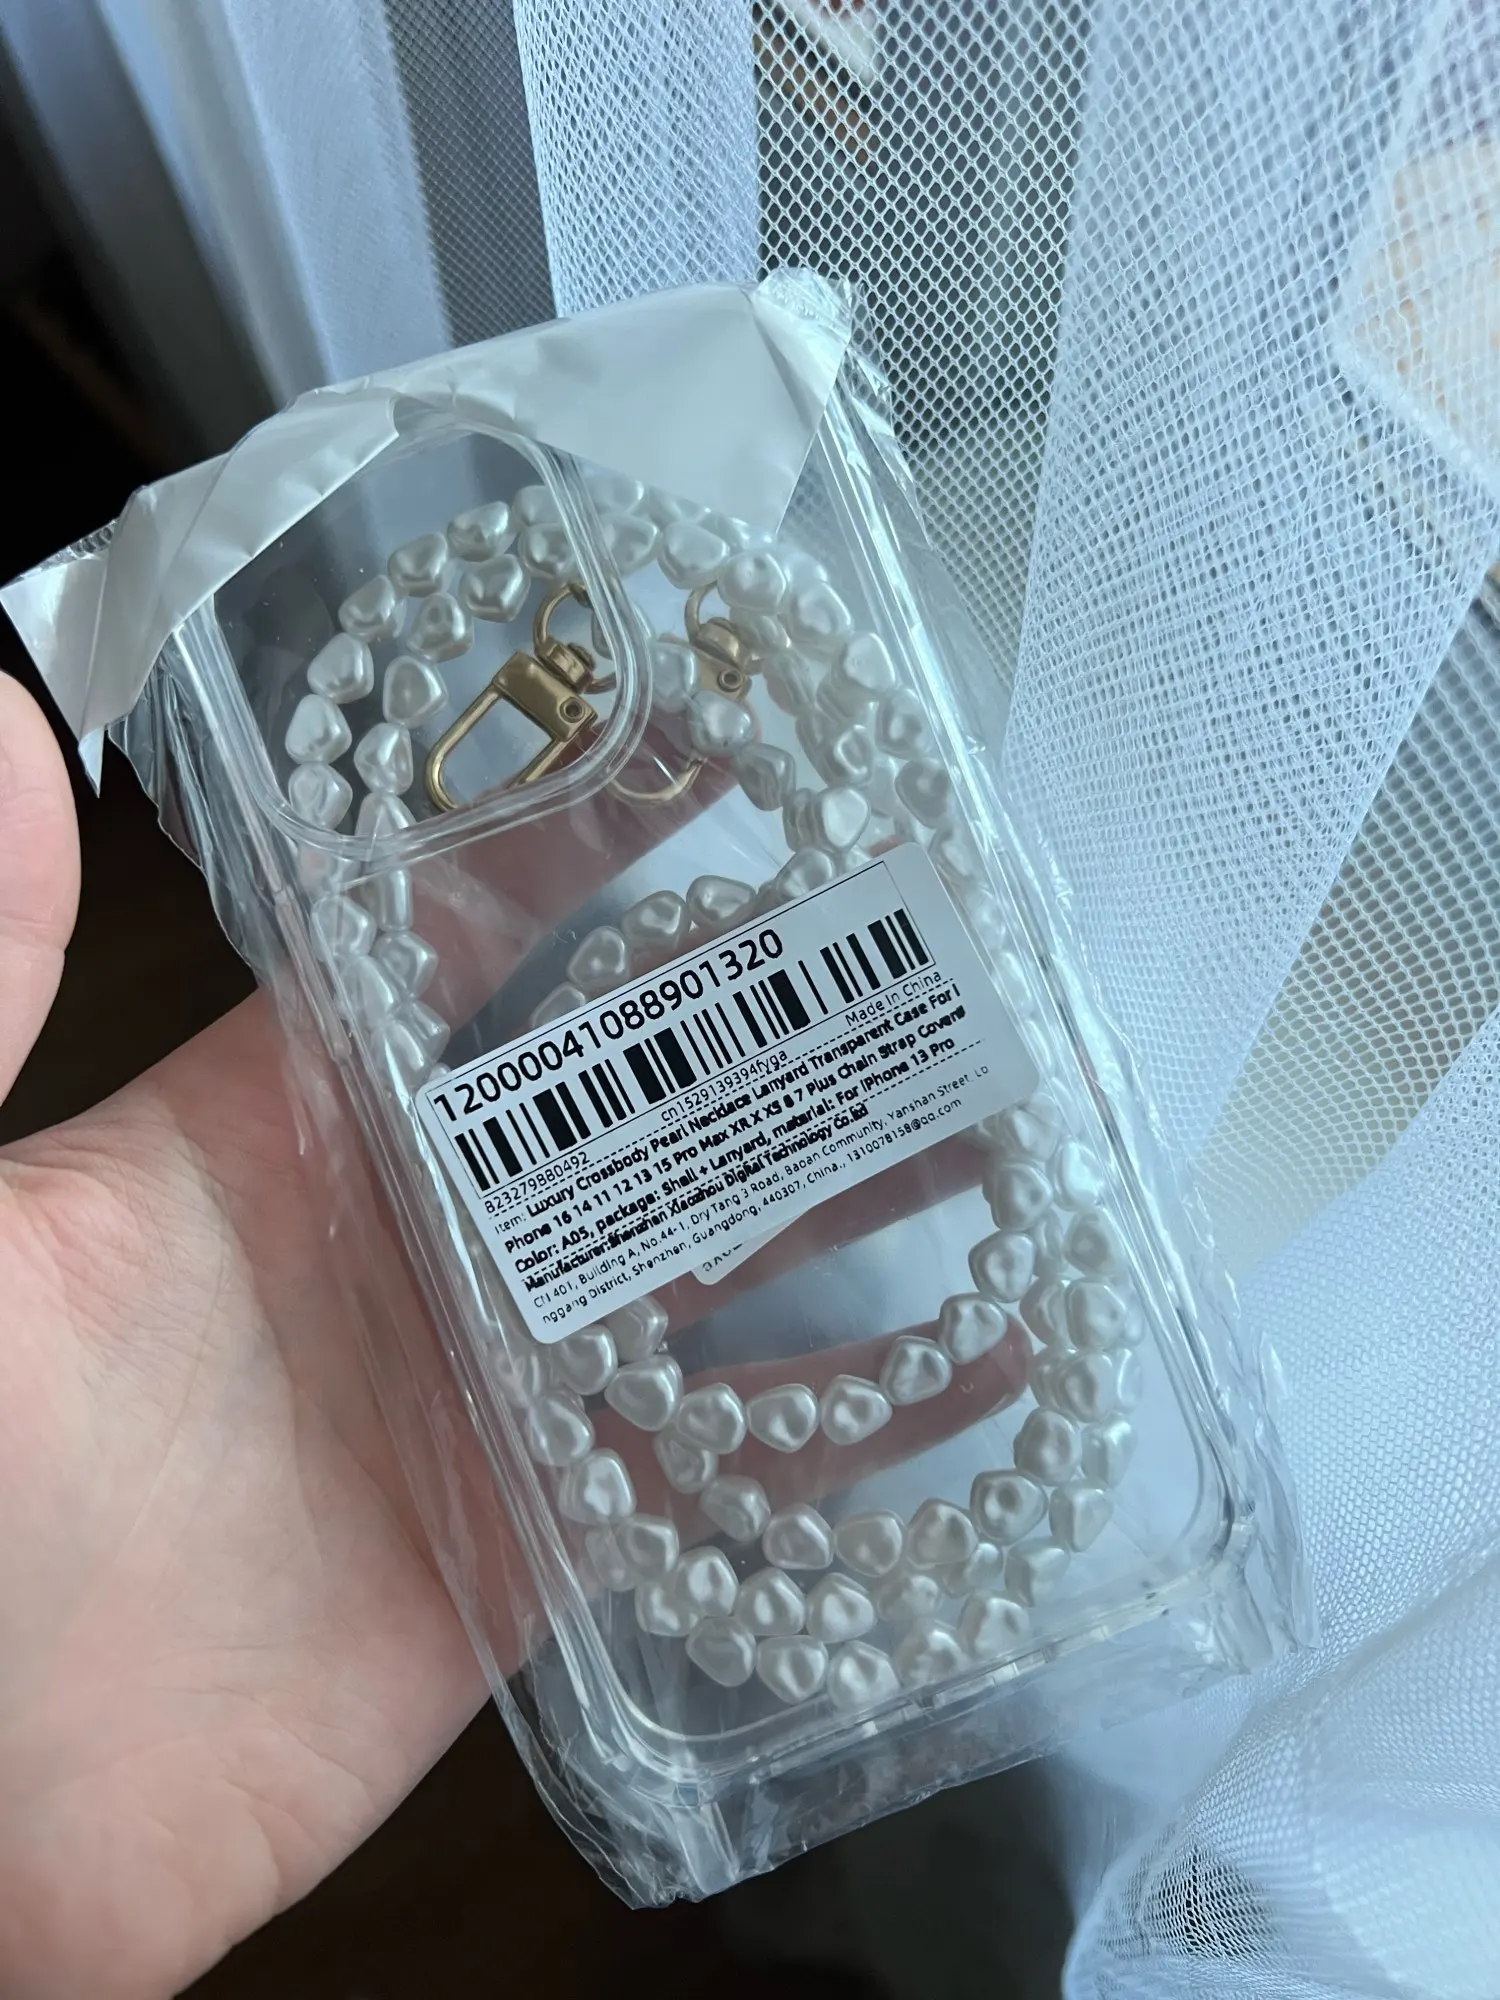 12000041088901320
Made In China
823279BB0492
cn1529139394fyga
Item: Luxury Crossbody Pearl Necklace Lanyard Transparent Case For I
Phone 16 14 11 12 13 15 Pro Max XR X XS 8 7 Plus Chain Strap Covers
Color: A05, package: Shell + Lanyard, material: For iPhone 13 Pro
Manufacturer:Shenzhen Xiaozhou Digital Technology Co.ltd
CN 401, Building A, No.44-1, Dry Tang 3 Road, Baoan Community, Yanshan Street, Lo
nggang District, Shenzhen, Guangdong, 440307, China., 1310078158@qq.com